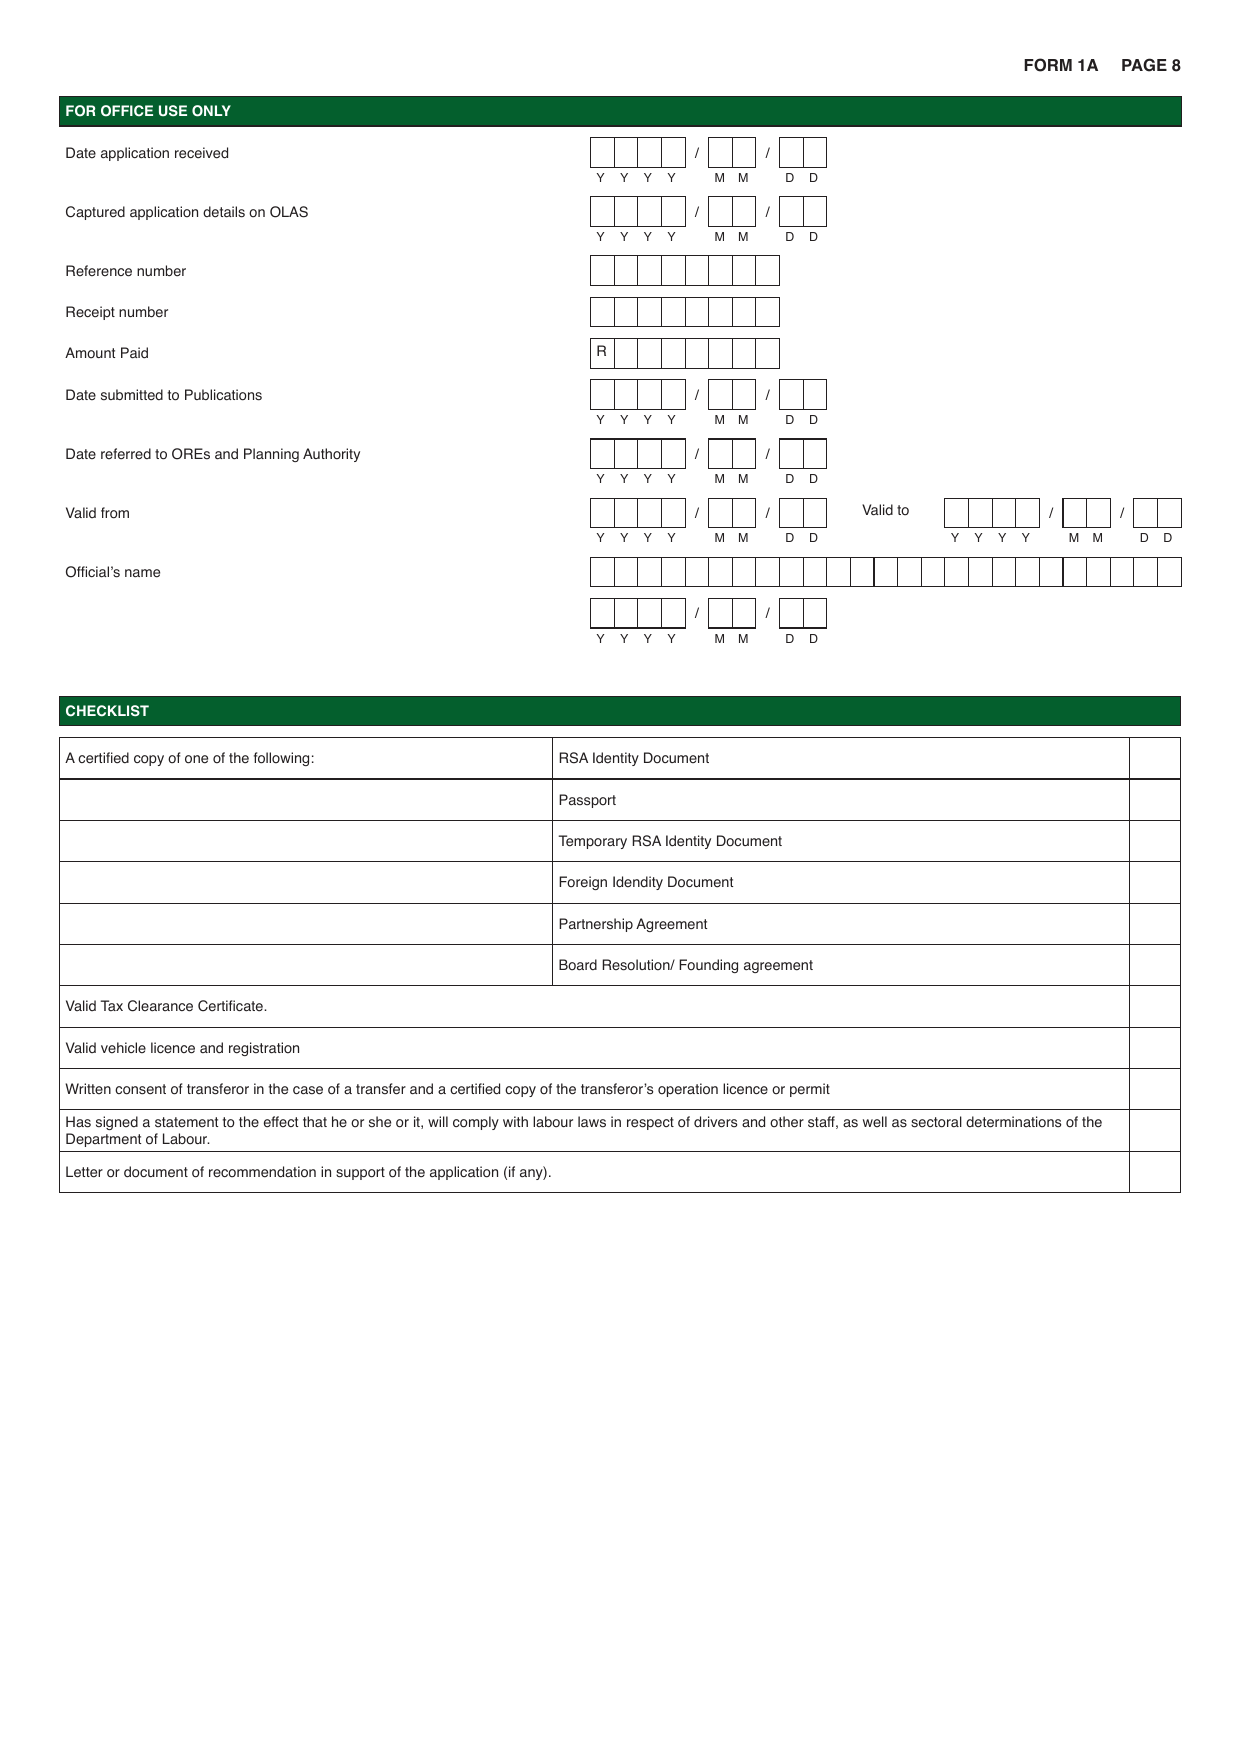 FORM 1A PAGE 8
FOR OFFICE USE ONLY
Date application received / /
Y Y Y Y M M D D
Captured application details on OLAS / /
Y Y Y Y M M D D
Reference number
Receipt number
Amount Paid R
Date submitted to Publications / /
Y Y Y Y M M D D
Date referred to OREs and Planning Authority / /
Y Y Y Y M M D D
Valid from / / Valid to / /
Y Y Y Y M M D D Y Y Y Y M M D D
Official's name
/ /
Y Y Y Y M M D D
CHECKLIST
A certified copy of one of the following: RSA Identity Document
Passport
Temporary RSA Identity Document
Foreign Idendity Document
Partnership Agreement
Board Resolution/ Founding agreement
Valid Tax Clearance Certificate.
Valid vehicle licence and registration
Written consent of transferor in the case of a transfer and a certified copy of the transferor's operation licence or permit
Has signed a statement to the effect that he or she or it, will comply with labour laws in respect of drivers and other staff, as well as sectoral determinations of the
Department of Labour.
Letter or document of recommendation in support of the application (if any).